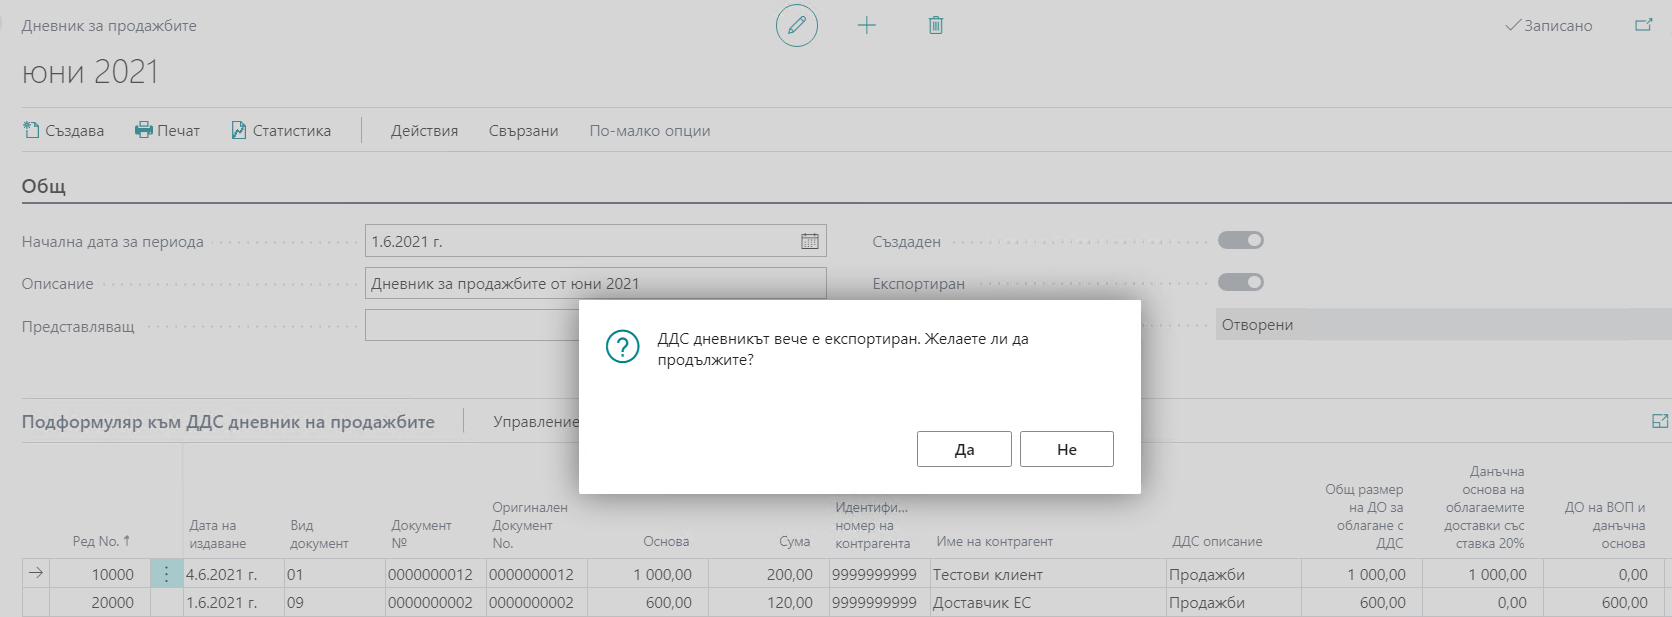 Дневник за продажбите
Записано
юни 2021
Създава Печат Статистика Действия Свързани По-малко опции
Общ
Начална дата за периода 1.6.2021 г. Създаден
Описание Дневник за продажбите от юни 2021 Експортиран
Представляващ Отворени
ДДС дневникът вече е експортиран. Желаете ли да
продължите?
Да Не
Подформуляр към ДДС дневник на продажбите Управление
Ред No. ↑
Дата на
издаване
Вид
документ
Документ
№
Оригинален
Документ
No.
Основа
Сума
Идентифи...
номер на
контрагента
Име на контрагент
ДДС описание
Общ размер
на ДО за
облагане с
ДДС
Данъчна
основа на
облагаемите
доставки със
ставка 20%
ДО на ВОП и
данъчна
основа
10000 4.6.2021 г. 01 0000000012 0000000012 1 000,00 200,00 9999999999 Тестови клиент Продажби 1 000,00 1 000,00 0,00
20000 1.6.2021 г. 09 0000000002 0000000002 600,00 120,00 9999999999 Доставчик ЕС Продажби 600,00 0,00 600,00